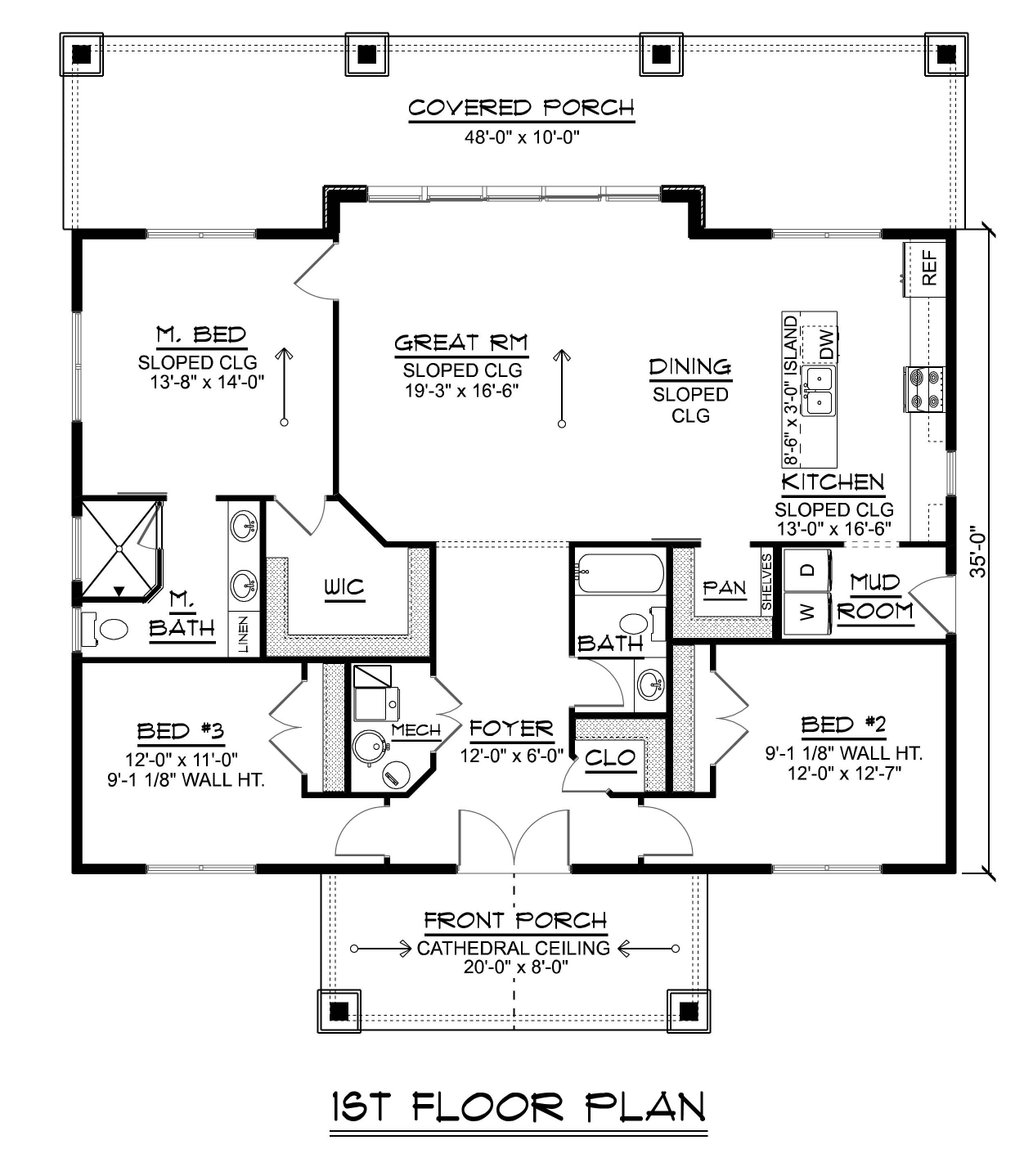 COVERED PORCH
48'-0" x 10'-0"
REF
M. BED
SLOPED CLG
13'-8" x 14'-0"
GREAT RM
SLOPED CLG
19'-3" x 16'-6"
DINING
SLOPED
CLG
8'-6" x 3'-0" ISLAND
DW
KITCHEN
SLOPED CLG
13'-0" x 16'-6"
35'-0"
WIC
M.
BATH
LINEN
BATH
PAN
SHELVES
D
W
MUD
ROOM
BED #3
12'-0" x 11'-0"
9'-1 1/8" WALL HT.
MECH
FOYER
12'-0" x 6'-0"
CLO
BED #2
9'-1 1/8" WALL HT.
12'-0" x 12'-7"
FRONT PORCH
CATHEDRAL CEILING
20'-0" x 8'-0"
1ST FLOOR PLAN